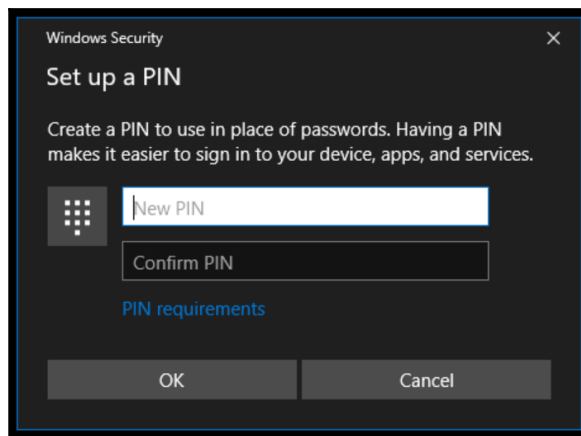 Windows Security
Set up a PIN
Create a PIN to use in place of passwords. Having a PIN
makes it easier to sign in to your device, apps, and services.
New PIN
Confirm PIN
PIN requirements
OK
Cancel